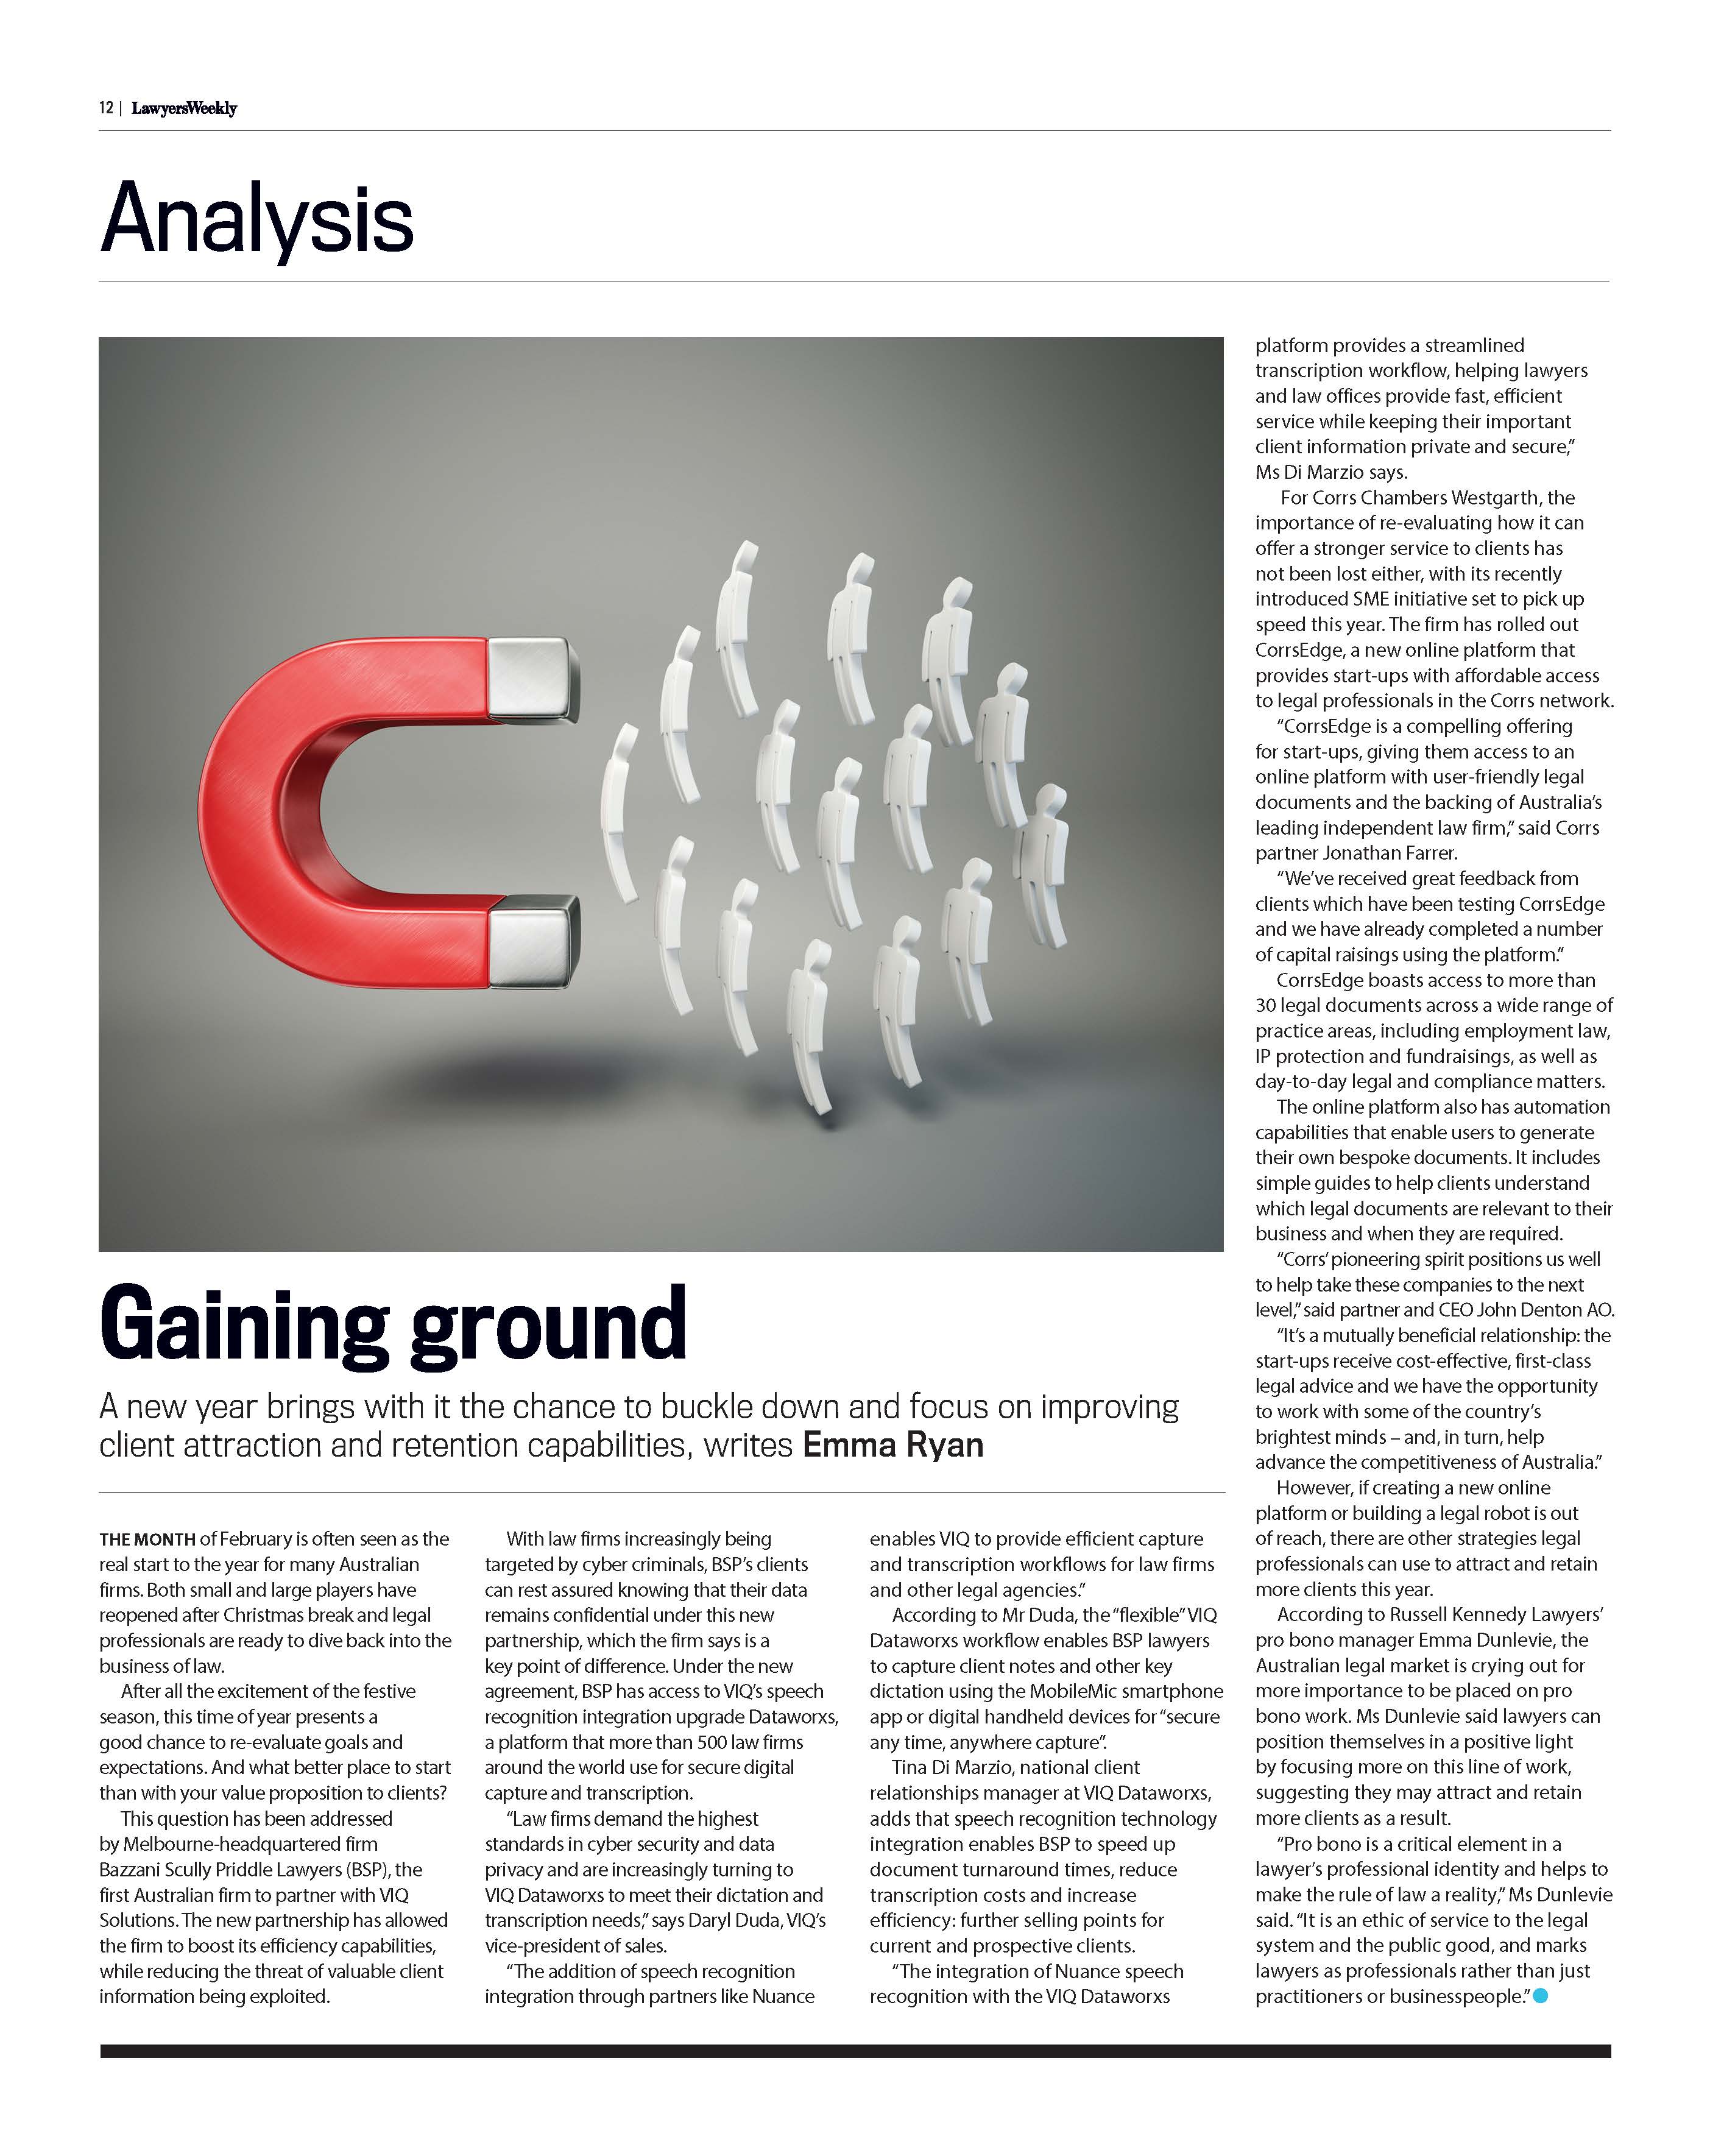 12 | LawyersWeekly
Analysis
Gaining ground
A new year brings with it the chance to buckle down and focus on improving
client attraction and retention capabilities, writes Emma Ryan
THE MONTH of February is often seen as the
real start to the year for many Australian
firms. Both small and large players have
reopened after Christmas break and legal
professionals are ready to dive back into the
business of law.
After all the excitement of the festive
season, this time of year presents a
good chance to re-evaluate goals and
expectations. And what better place to start
than with your value proposition to clients?
This question has been addressed
by Melbourne-headquartered firm
Bazzani Scully Priddle Lawyers (BSP), the
first Australian firm to partner with VIQ
Solutions. The new partnership has allowed
the firm to boost its efficiency capabilities,
while reducing the threat of valuable client
information being exploited.
With law firms increasingly being
targeted by cyber criminals, BSP’s clients
can rest assured knowing that their data
remains confidential under this new
partnership, which the firm says is a
key point of difference. Under the new
agreement, BSP has access to VIQ’s speech
recognition integration upgrade Dataworxs,
a platform that more than 500 law firms
around the world use for secure digital
capture and transcription.
“Law firms demand the highest
standards in cyber security and data
privacy and are increasingly turning to
VIQ Dataworxs to meet their dictation and
transcription needs,” says Daryl Duda, VIQ’s
vice-president of sales.
“The addition of speech recognition
integration through partners like Nuance
enables VIQ to provide efficient capture
and transcription workflows for law firms
and other legal agencies.”
According to Mr Duda, the “flexible” VIQ
Dataworxs workflow enables BSP lawyers
to capture client notes and other key
dictation using the MobileMic smartphone
app or digital handheld devices for “secure
any time, anywhere capture”.
Tina Di Marzio, national client
relationships manager at VIQ Dataworxs,
adds that speech recognition technology
integration enables BSP to speed up
document turnaround times, reduce
transcription costs and increase
efficiency: further selling points for
current and prospective clients.
“The integration of Nuance speech
recognition with the VIQ Dataworxs
platform provides a streamlined
transcription workflow, helping lawyers
and law offices provide fast, efficient
service while keeping their important
client information private and secure,”
Ms Di Marzio says.
For Corrs Chambers Westgarth, the
importance of re-evaluating how it can
offer a stronger service to clients has
not been lost either, with its recently
introduced SME initiative set to pick up
speed this year. The firm has rolled out
CorrsEdge, a new online platform that
provides start-ups with affordable access
to legal professionals in the Corrs network.
“CorrsEdge is a compelling offering
for start-ups, giving them access to an
online platform with user-friendly legal
documents and the backing of Australia’s
leading independent law firm,” said Corrs
partner Jonathan Farrer.
“We’ve received great feedback from
clients which have been testing CorrsEdge
and we have already completed a number
of capital raisings using the platform.”
CorrsEdge boasts access to more than
30 legal documents across a wide range of
practice areas, including employment law,
IP protection and fundraisings, as well as
day-to-day legal and compliance matters.
The online platform also has automation
capabilities that enable users to generate
their own bespoke documents. It includes
simple guides to help clients understand
which legal documents are relevant to their
business and when they are required.
“Corrs’ pioneering spirit positions us well
to help take these companies to the next
level,” said partner and CEO John Denton AO.
“It’s a mutually beneficial relationship: the
start-ups receive cost-effective, first-class
legal advice and we have the opportunity
to work with some of the country’s
brightest minds – and, in turn, help
advance the competitiveness of Australia.”
However, if creating a new online
platform or building a legal robot is out
of reach, there are other strategies legal
professionals can use to attract and retain
more clients this year.
According to Russell Kennedy Lawyers’
pro bono manager Emma Dunlevie, the
Australian legal market is crying out for
more importance to be placed on pro
bono work. Ms Dunlevie said lawyers can
position themselves in a positive light
by focusing more on this line of work,
suggesting they may attract and retain
more clients as a result.
“Pro bono is a critical element in a
lawyer’s professional identity and helps to
make the rule of law a reality,” Ms Dunlevie
said. “It is an ethic of service to the legal
system and the public good, and marks
lawyers as professionals rather than just
practitioners or businesspeople.”